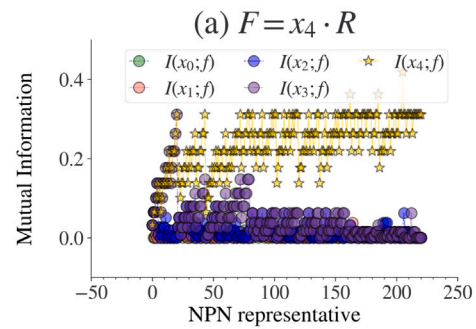 (a) F = x₄ · R
I(x₀; f) I(x₂; f) I(x₄; f)
I(x₁; f) I(x₃; f)
Mutual Information
0.4
0.2
0.0
−50 0 50 100 150 200 250
NPN representative